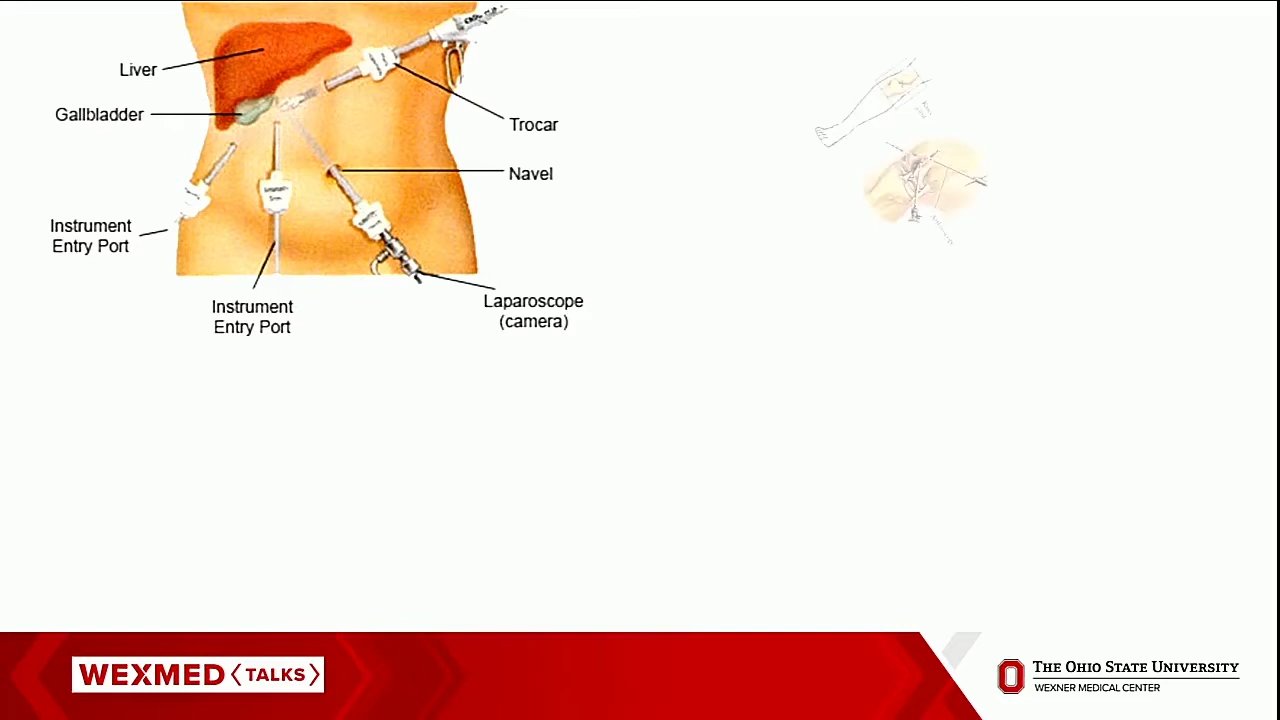 Liver
Gallbladder
Trocar
Navel
Instrument
Entry Port
Instrument
Entry Port
Laparoscope
(camera)
WEXMED TALKS
THE OHIO STATE UNIVERSITY
WEXNER MEDICAL CENTER